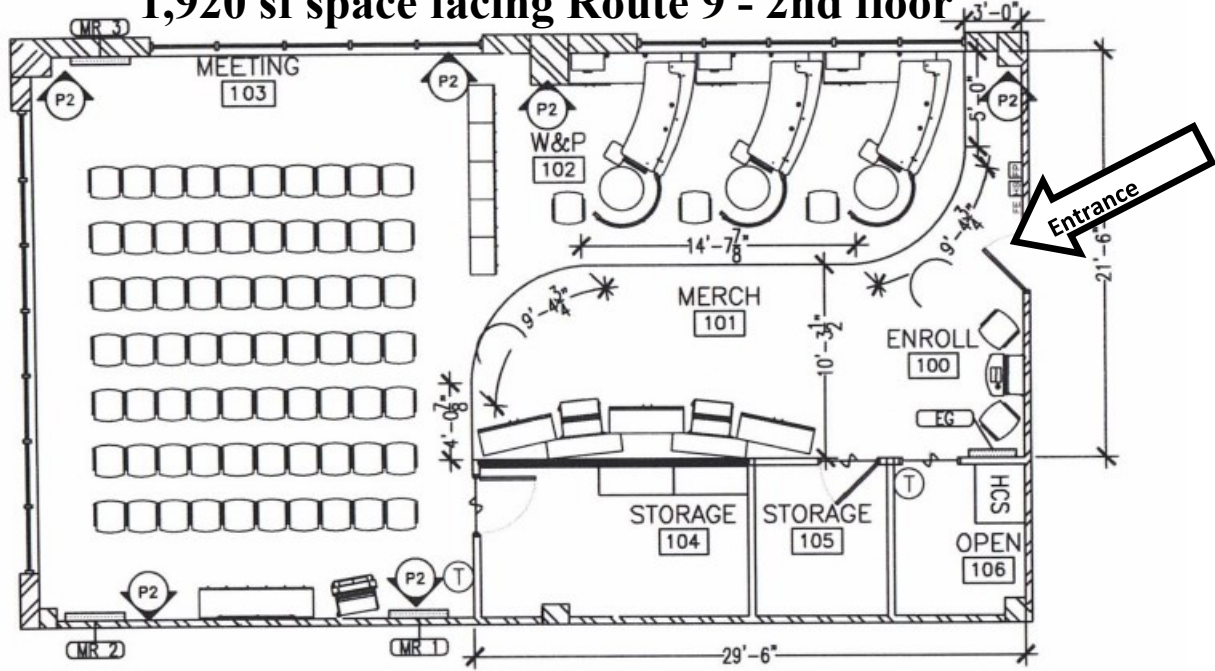 1,920 sf space facing Route 9 - 2nd floor
3'-0"
MR 3
MEETING
103
P2
P2
P2
P2
W&P
102
5'-0"
FE HS FP
Entrance
9'-4 3/4"
14'-7 7/8"
21'-6"
9'-4 3/4"
MERCH
101
10'-3 1/2"
ENROLL
100
4'-0 7/8"
EG
STORAGE
104
STORAGE
105
T
HCS
OPEN
106
P2
P2
T
MR 2
MR 1
29'-6"